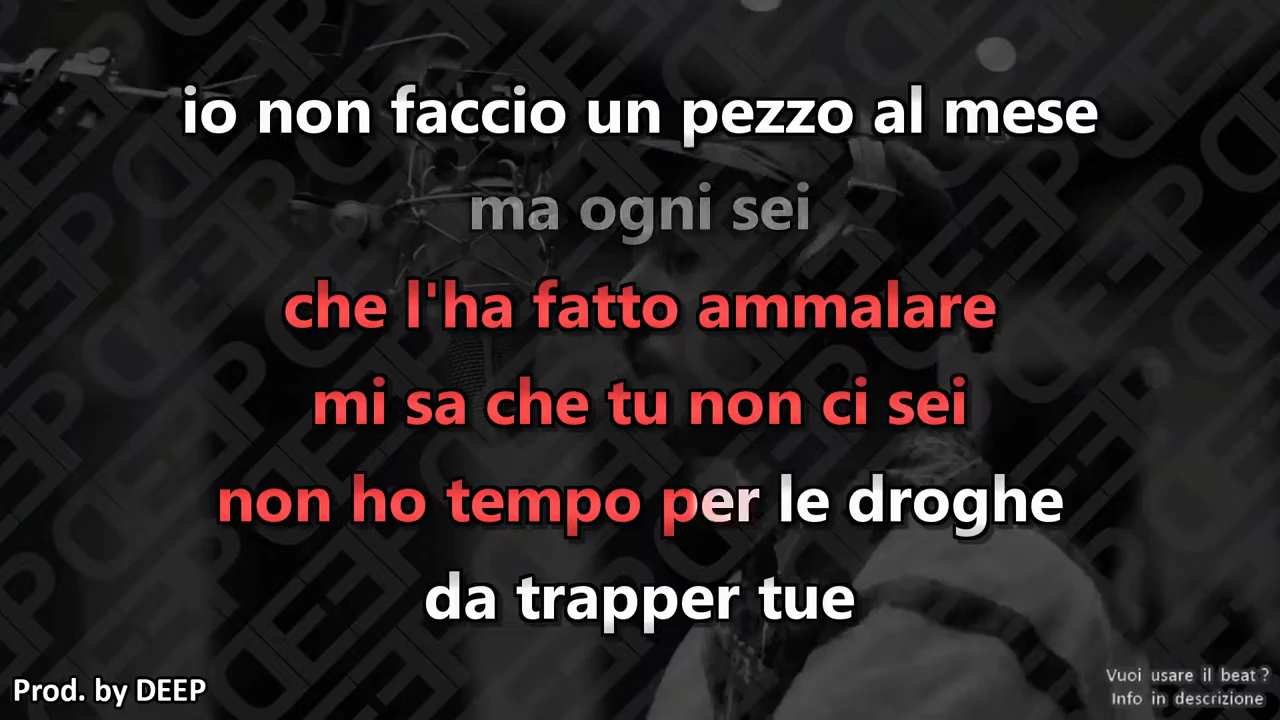 io non faccio un pezzo al mese
ma ogni sei
che l'ha fatto ammalare
mi sa che tu non ci sei
non ho tempo per le droghe
da trapper tue
Prod. by DEEP
Vuoi usare il beat ?
Info in descrizione